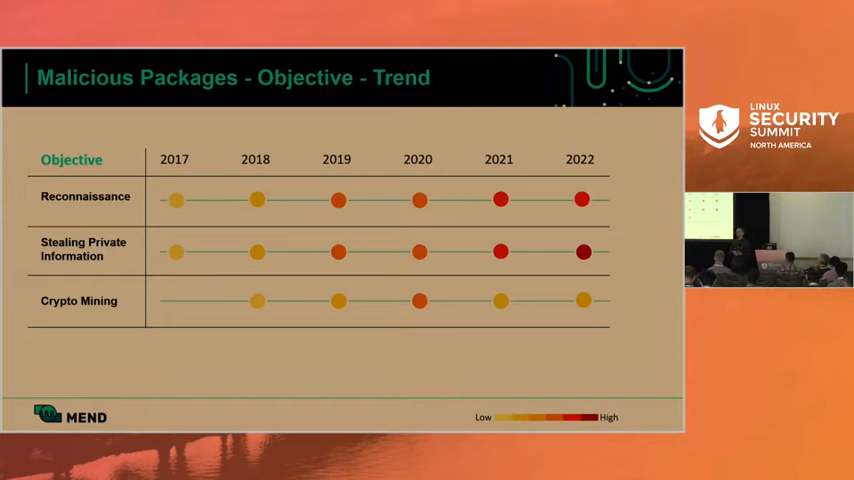 Malicious Packages - Objective - Trend
LINUX
SECURITY
SUMMIT
NORTH AMERICA
Objective 2017 2018 2019 2020 2021 2022
Reconnaissance
Stealing Private
Information
Crypto Mining
MEND
Low High